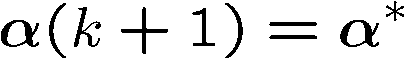 α(k + 1) = α*